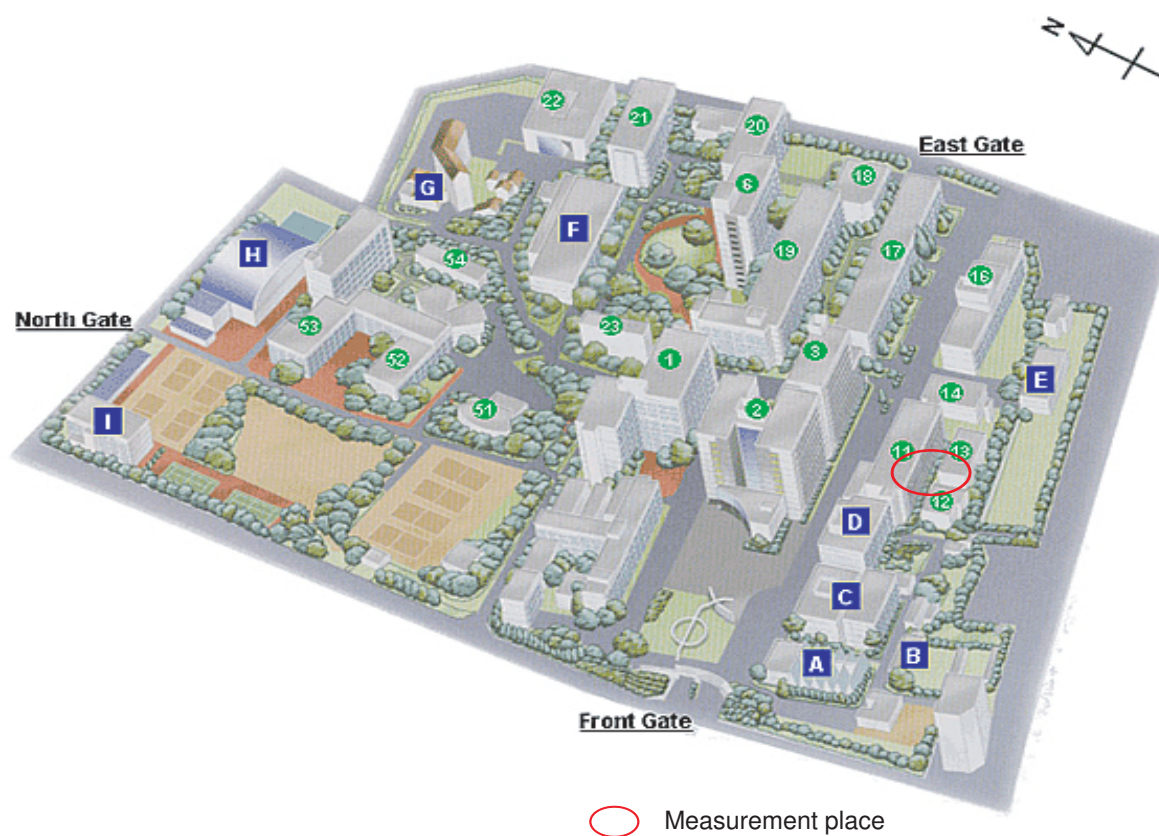 N
22
21
20
East Gate
G
6
18
F
H
54
19
17
16
North Gate
53
23
52
1
3
E
51
2
14
I
11
13
12
D
C
A
B
Front Gate
Measurement place